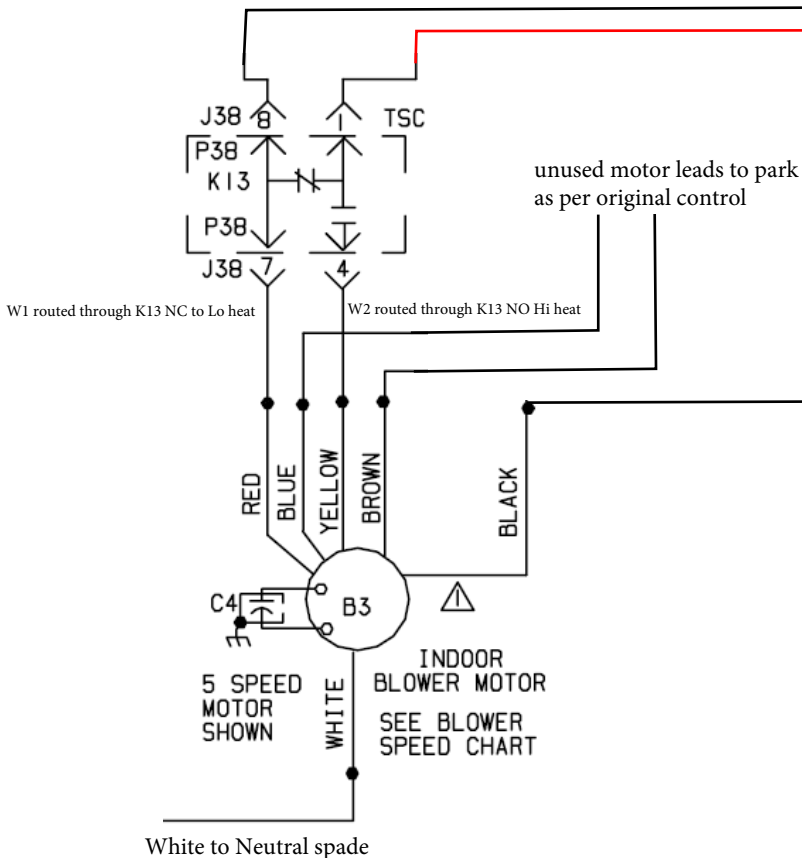 J38 8 1 TSC
P38
K13
unused motor leads to park
as per original control
P38
J38 7 4
W1 routed through K13 NC to Lo heat
W2 routed through K13 NO Hi heat
RED
BLUE
YELLOW
BROWN
BLACK
C4
B3
1
5 SPEED
MOTOR
SHOWN
WHITE
INDOOR
BLOWER MOTOR
SEE BLOWER
SPEED CHART
White to Neutral spade